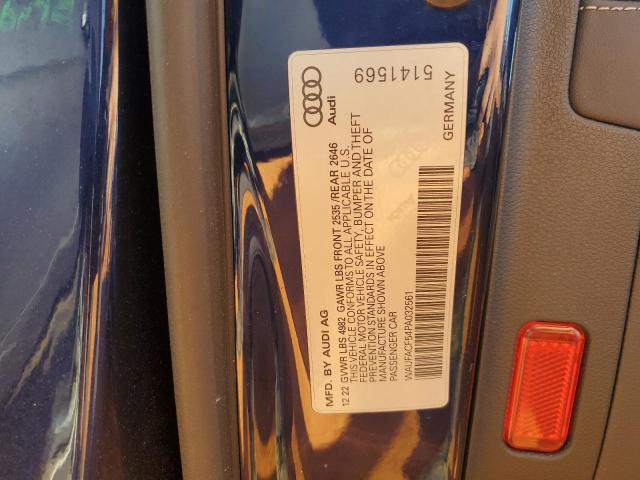 MFD. BY AUDI AG
12 22 GVWR LBS 4982 GAWR LBS FRONT 2535 /REAR 2646
THIS VEHICLE CONFORMS TO ALL APPLICABLE U.S.
FEDERAL MOTOR VEHICLE SAFETY, BUMPER AND THEFT
PREVENTION STANDARDS IN EFFECT ON THE DATE OF
MANUFACTURE SHOWN ABOVE
PASSENGER CAR
WAUFACF54PA032561
Audi
5141569
GERMANY
Audi